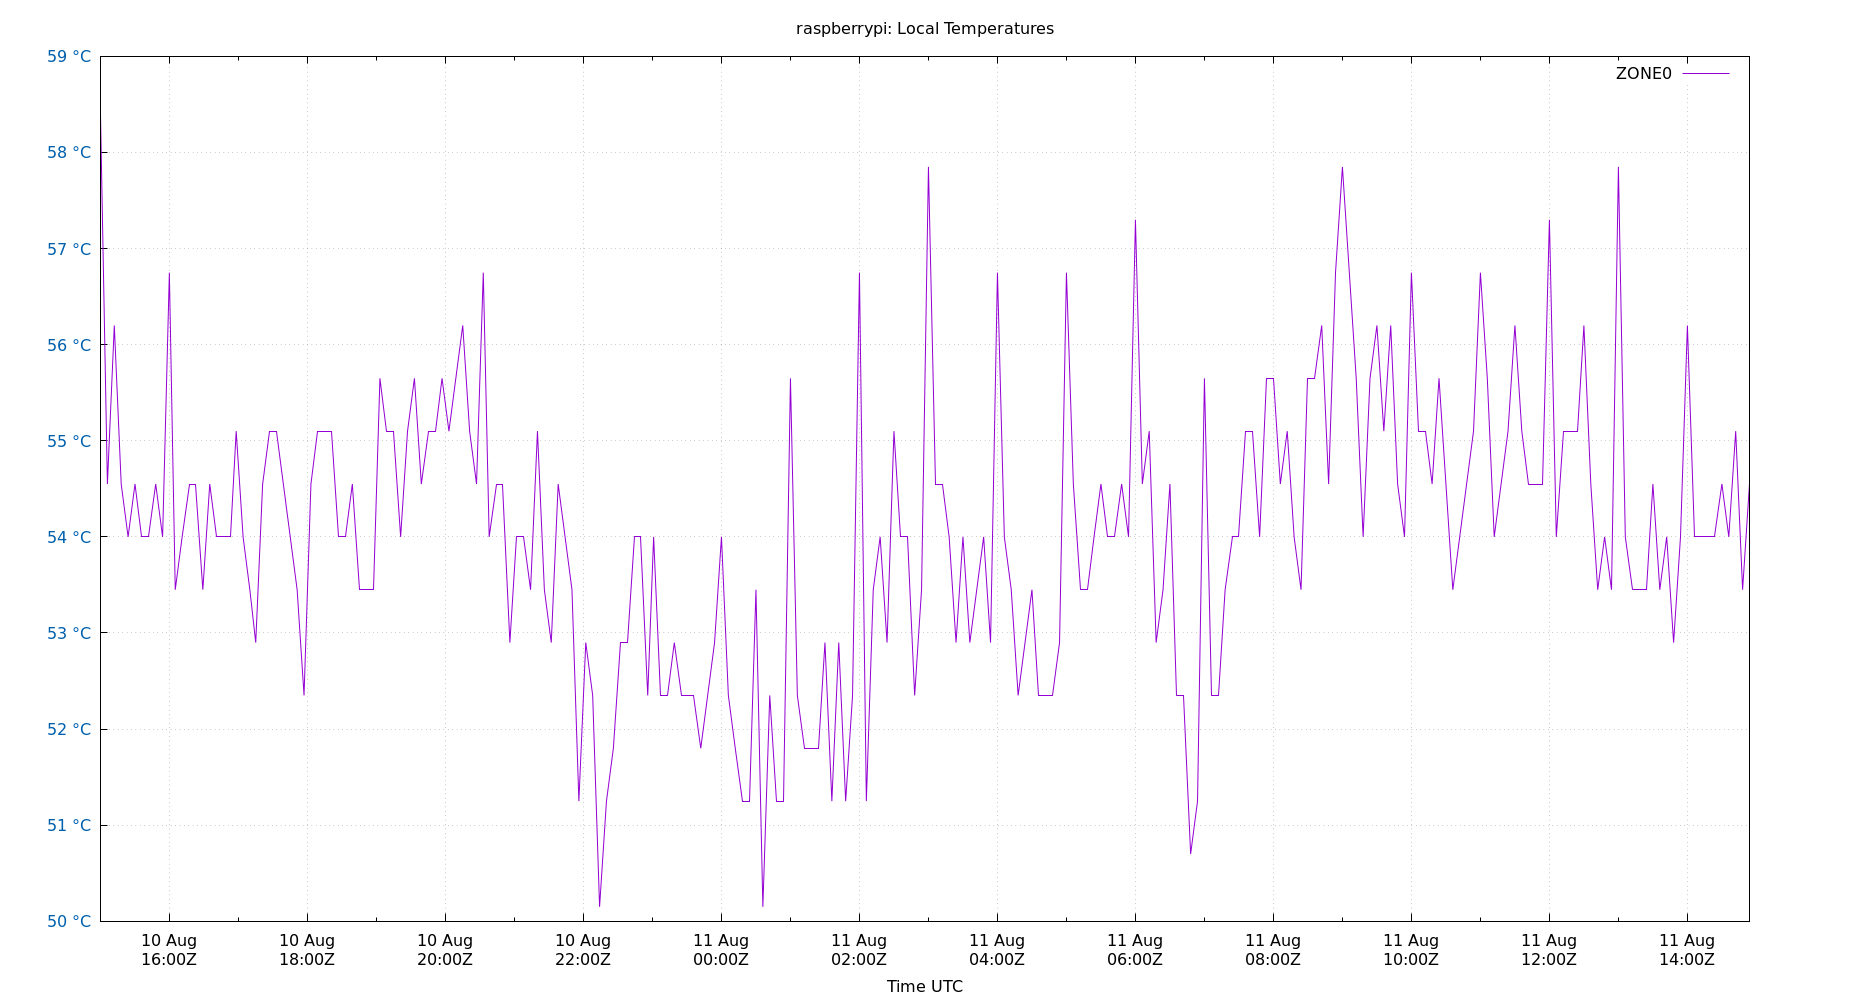 raspberrypi: Local Temperatures
ZONE0
59 °C
58 °C
57 °C
56 °C
55 °C
54 °C
53 °C
52 °C
51 °C
50 °C
10 Aug 10 Aug 10 Aug 10 Aug 11 Aug 11 Aug 11 Aug 11 Aug 11 Aug 11 Aug 11 Aug 11 Aug
16:00Z 18:00Z 20:00Z 22:00Z 00:00Z 02:00Z 04:00Z 06:00Z 08:00Z 10:00Z 12:00Z 14:00Z
Time UTC